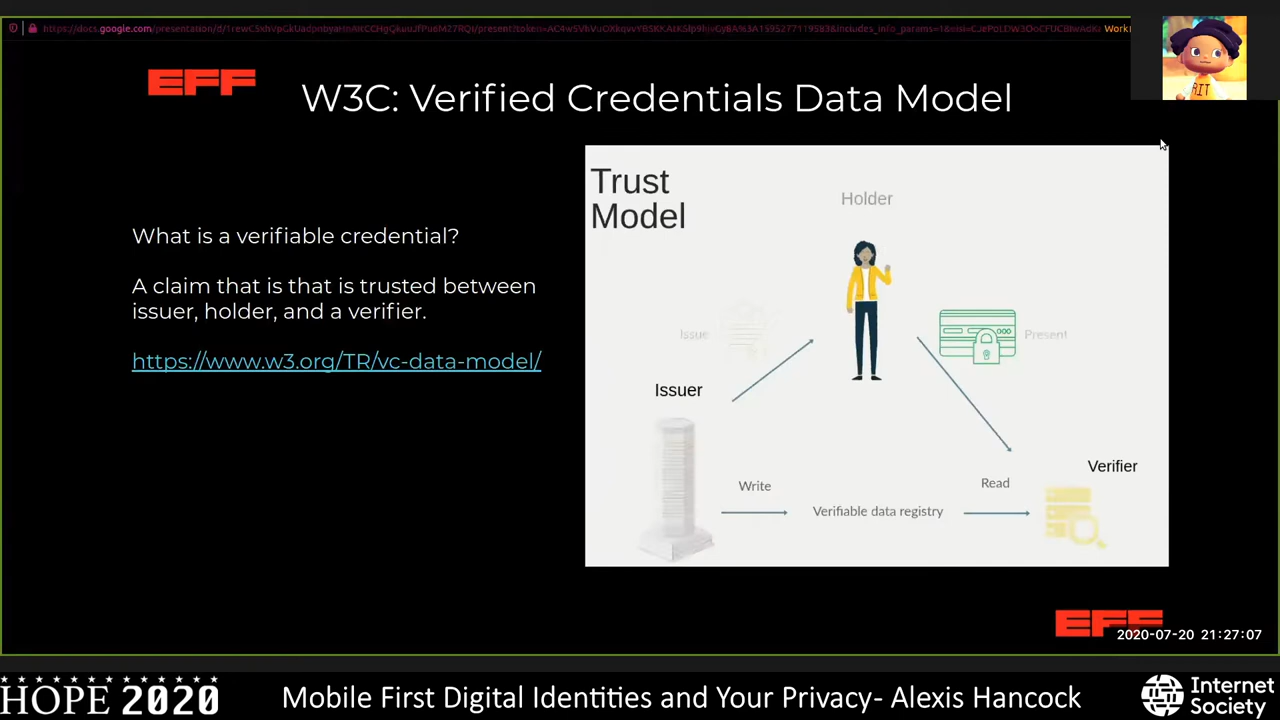 EFF
W3C: Verified Credentials Data Model
What is a verifiable credential?
A claim that is that is trusted between
issuer, holder, and a verifier.
https://www.w3.org/TR/vc-data-model/
Trust
Model
Holder
Issue
Present
Issuer
Verifier
Write
Read
Verifiable data registry
EFF
2020-07-20 21:27:07
HOPE 2020
Mobile First Digital Identities and Your Privacy- Alexis Hancock
Internet
Society